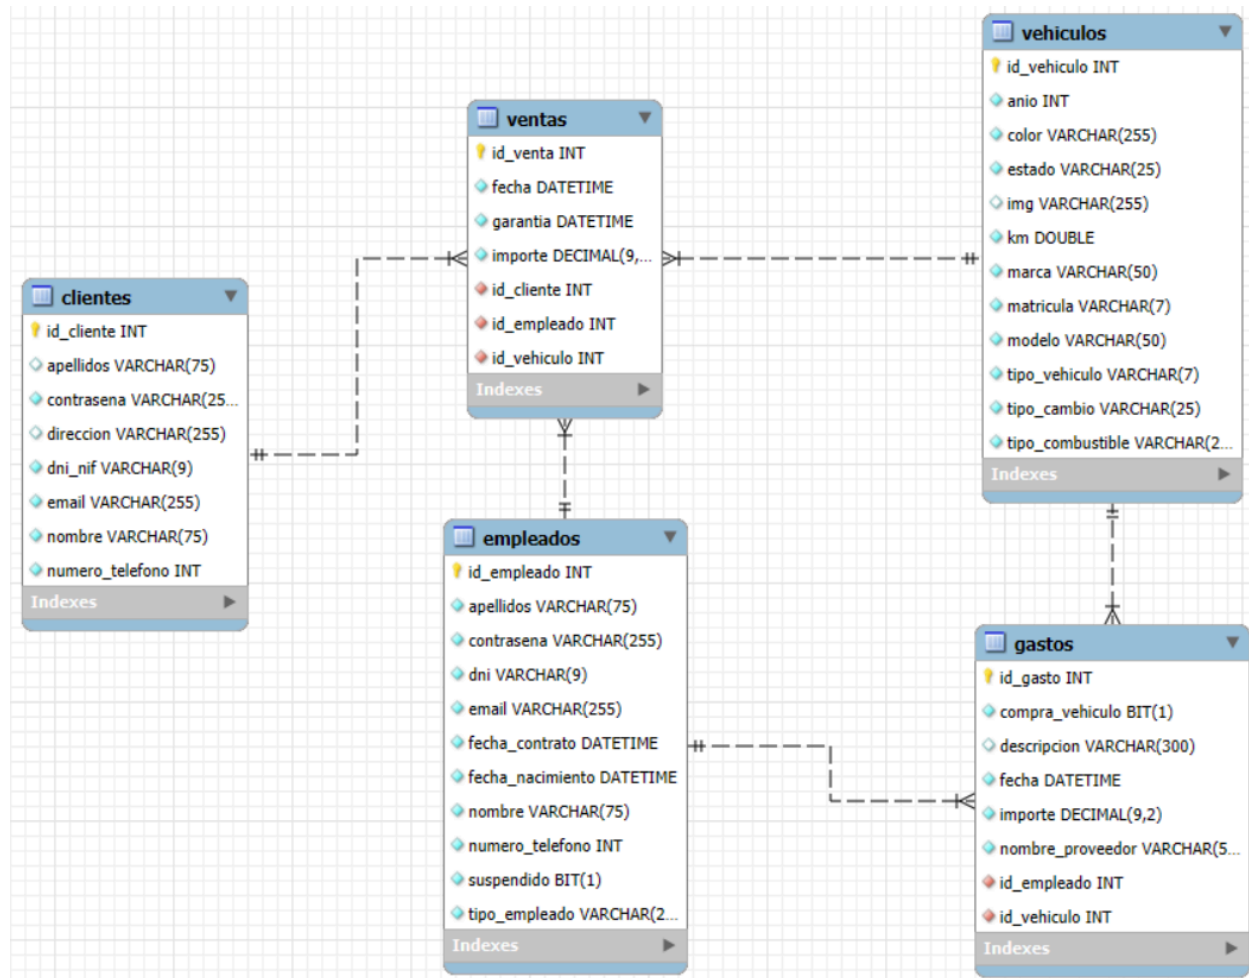 clientes
id_cliente INT
apellidos VARCHAR(75)
contrasena VARCHAR(25...
direccion VARCHAR(255)
dni_nif VARCHAR(9)
email VARCHAR(255)
nombre VARCHAR(75)
numero_telefono INT
Indexes
ventas
id_venta INT
fecha DATETIME
garantia DATETIME
importe DECIMAL(9,...
id_cliente INT
id_empleado INT
id_vehiculo INT
Indexes
empleados
id_empleado INT
apellidos VARCHAR(75)
contrasena VARCHAR(255)
dni VARCHAR(9)
email VARCHAR(255)
fecha_contrato DATETIME
fecha_nacimiento DATETIME
nombre VARCHAR(75)
numero_telefono INT
suspendido BIT(1)
tipo_empleado VARCHAR(2...
Indexes
vehiculos
id_vehiculo INT
anio INT
color VARCHAR(255)
estado VARCHAR(25)
img VARCHAR(255)
km DOUBLE
marca VARCHAR(50)
matricula VARCHAR(7)
modelo VARCHAR(50)
tipo_vehiculo VARCHAR(7)
tipo_cambio VARCHAR(25)
tipo_combustible VARCHAR(2...
Indexes
gastos
id_gasto INT
compra_vehiculo BIT(1)
descripcion VARCHAR(300)
fecha DATETIME
importe DECIMAL(9,2)
nombre_proveedor VARCHAR(5...
id_empleado INT
id_vehiculo INT
Indexes